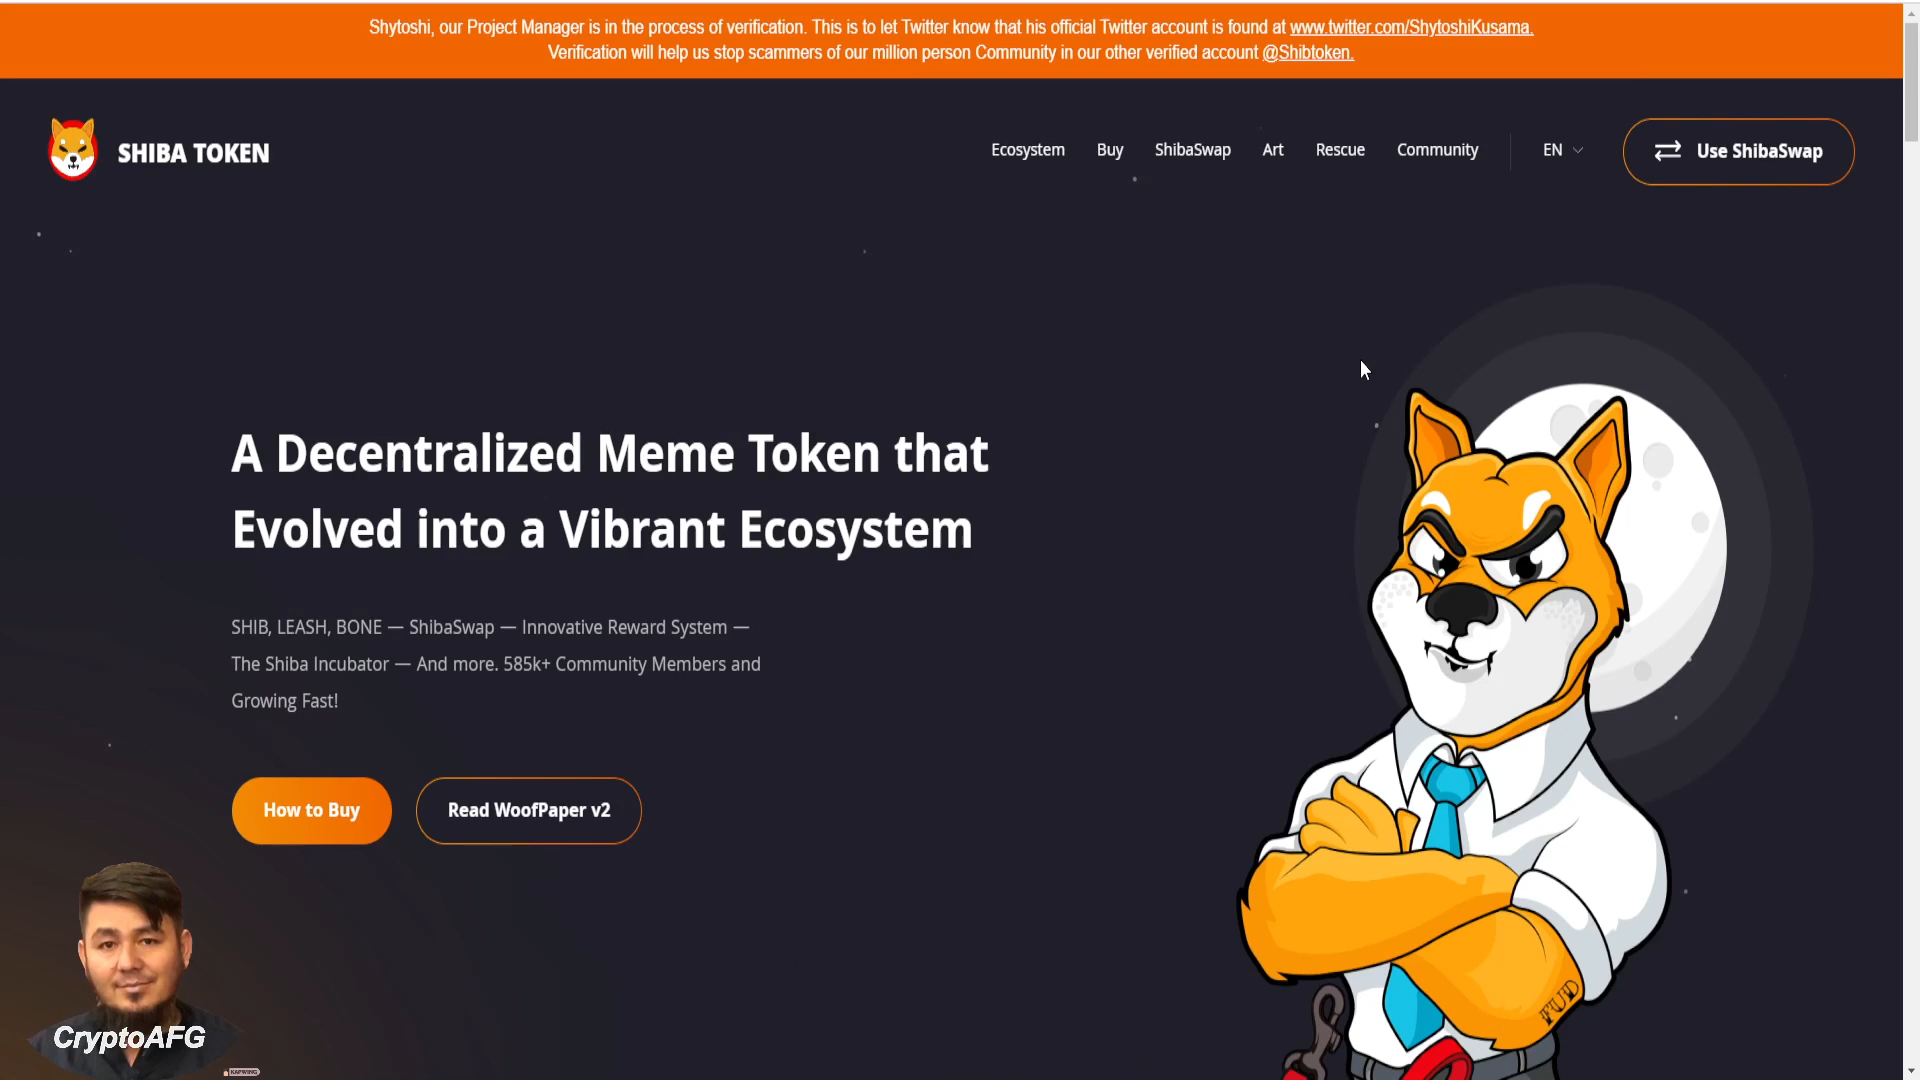 Shytoshi, our Project Manager is in the process of verification. This is to let Twitter know that his official Twitter account is found at www.twitter.com/ShytoshiKusama.
Verification will help us stop scammers of our million person Community in our other verified account @Shibtoken.
SHIBA TOKEN
Ecosystem Buy ShibaSwap Art Rescue Community EN Use ShibaSwap
A Decentralized Meme Token that
Evolved into a Vibrant Ecosystem
SHIB, LEASH, BONE — ShibaSwap — Innovative Reward System —
The Shiba Incubator — And more. 585k+ Community Members and
Growing Fast!
How to Buy Read WoofPaper v2
FUD
CryptoAFG
KAPWING